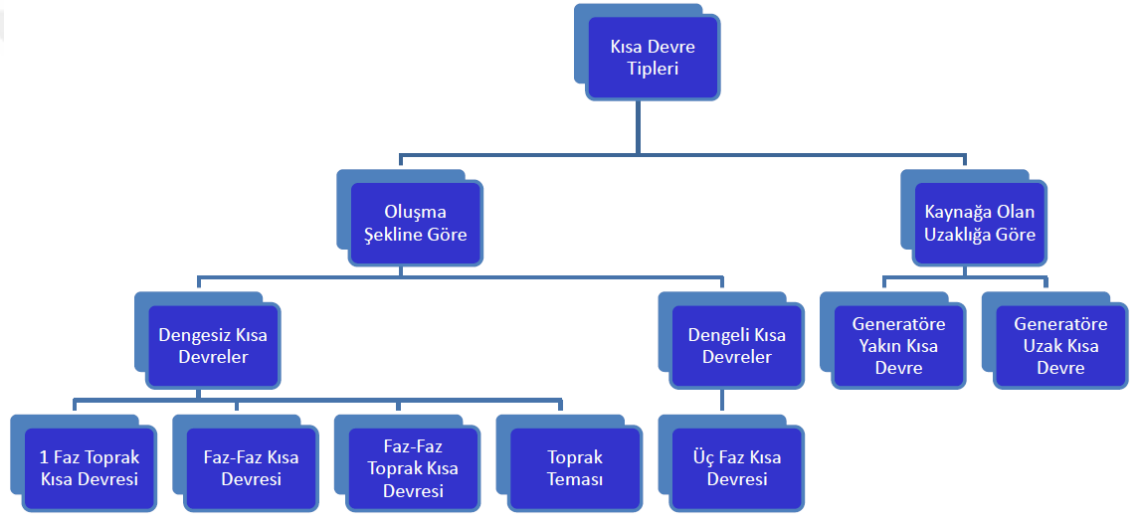 Kısa Devre
Tipleri
Oluşma
Şekline Göre
Kaynağa Olan
Uzaklığa Göre
Dengesiz Kısa
Devreler
Dengeli Kısa
Devreler
Generatöre
Yakın Kısa
Devre
Generatöre
Uzak Kısa
Devre
1 Faz Toprak
Kısa Devresi
Faz-Faz Kısa
Devresi
Faz-Faz
Toprak Kısa
Devresi
Toprak
Teması
Üç Faz Kısa
Devresi